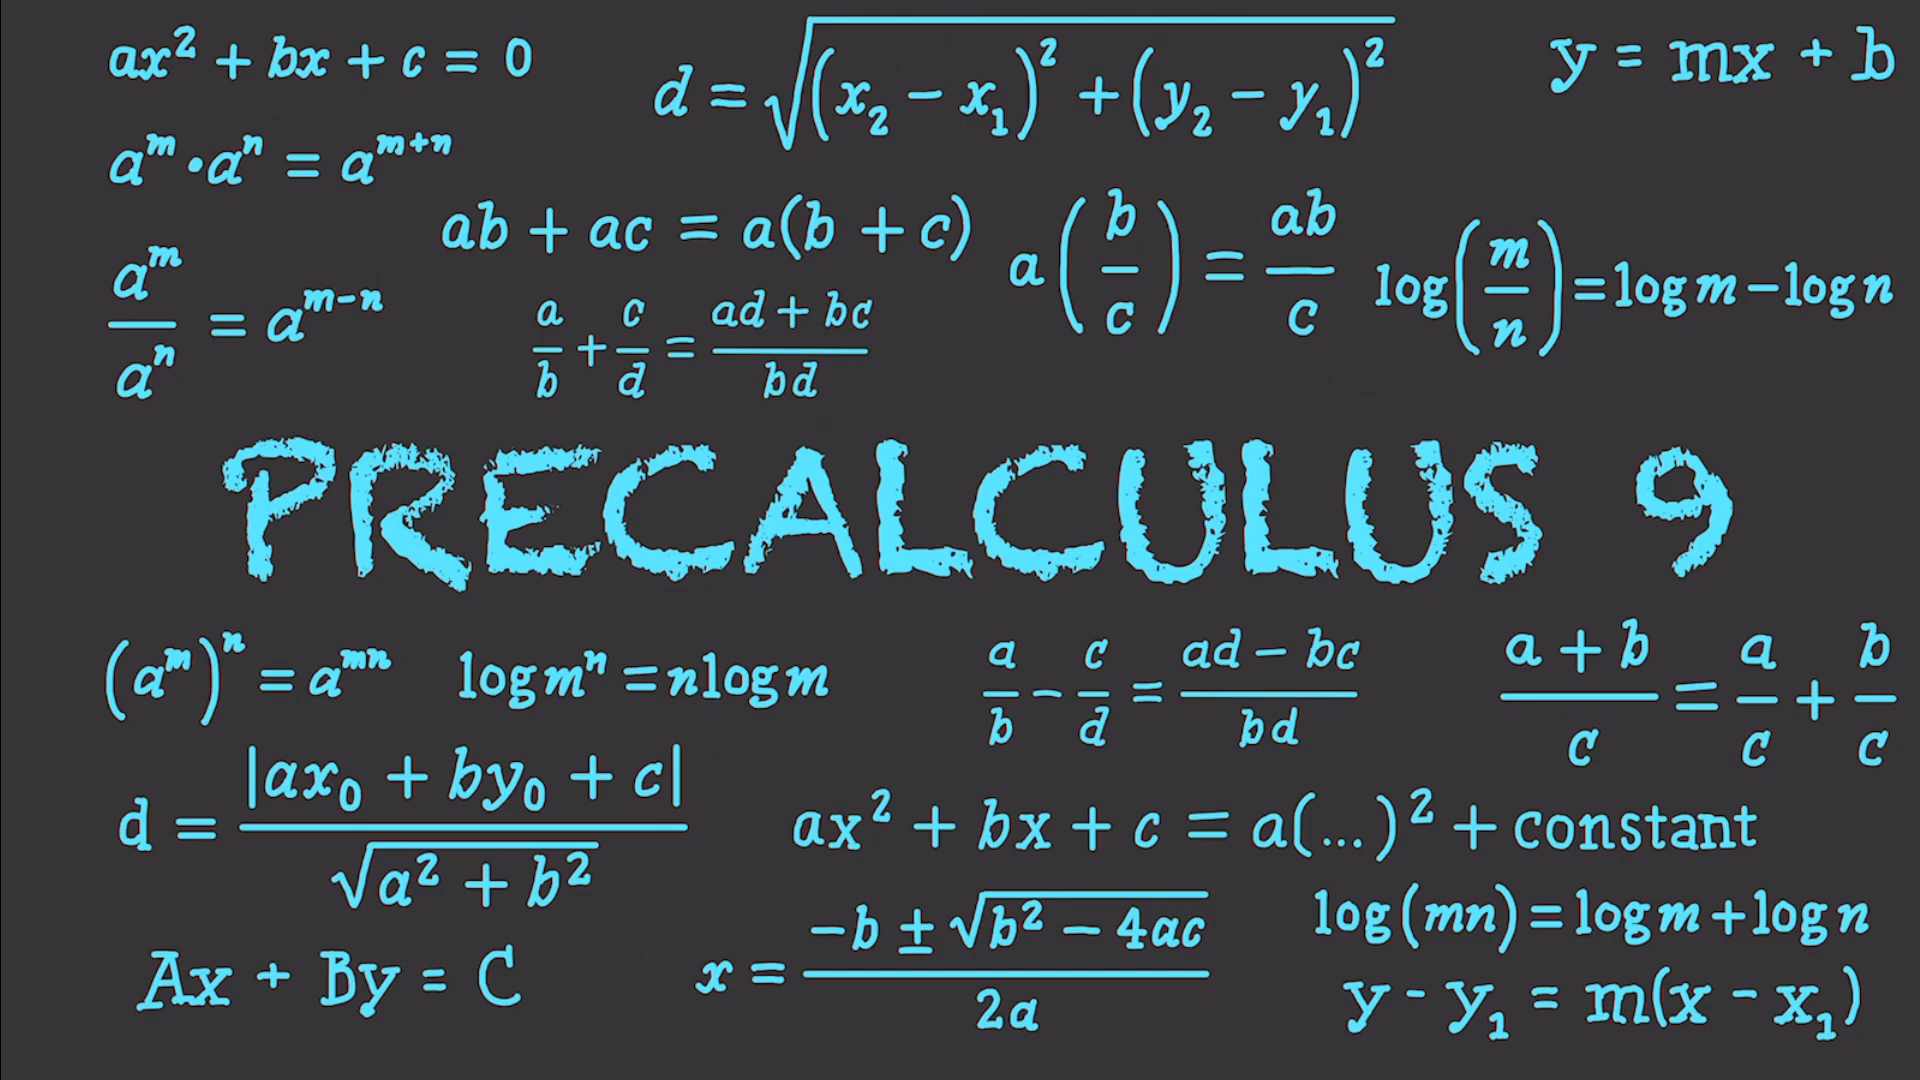 ax² + bx + c = 0
d = √((x₂ − x₁)² + (y₂ − y₁)²)
y = mx + b
aᵐ • aⁿ = aᵐ⁺ⁿ
ab + ac = a(b + c)
a(b/c) = ab/c
log(m/n) = log m − log n
aᵐ/aⁿ = aᵐ⁻ⁿ
a/b + c/d = (ad + bc)/bd
PRECALCULUS 9
(aᵐ)ⁿ = aᵐⁿ
log mⁿ = n log m
a/b − c/d = (ad − bc)/bd
(a + b)/c = a/c + b/c
d = |ax₀ + by₀ + c|/√(a² + b²)
ax² + bx + c = a(...)² + constant
x = (−b ± √(b² − 4ac))/2a
log(mn) = log m + log n
Ax + By = C
y - y₁ = m(x - x₁)